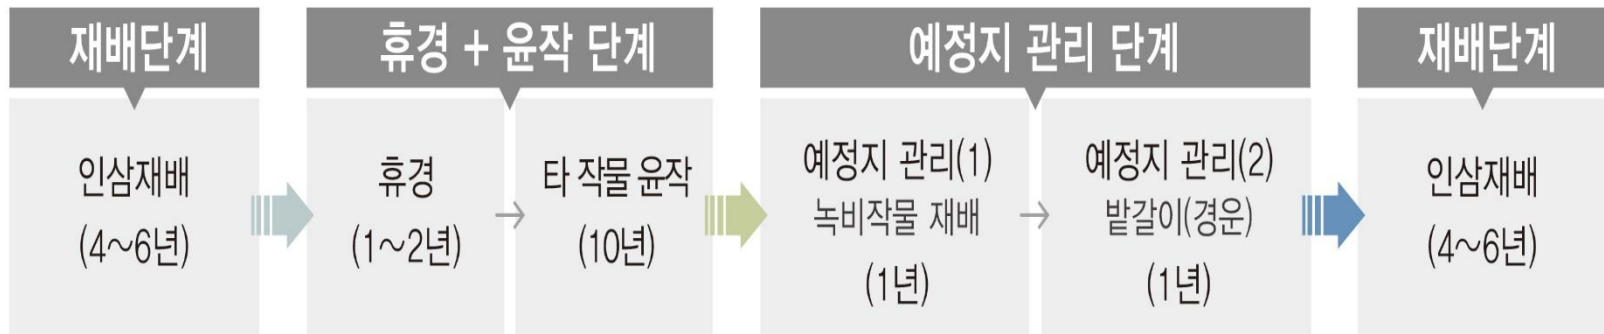 재배단계
인삼재배
(4～6년)
휴경 + 윤작 단계
휴경
(1～2년)
타 작물 윤작
(10년)
예정지 관리 단계
예정지 관리(1)
녹비작물 재배
(1년)
예정지 관리(2)
밭갈이(경운)
(1년)
재배단계
인삼재배
(4～6년)